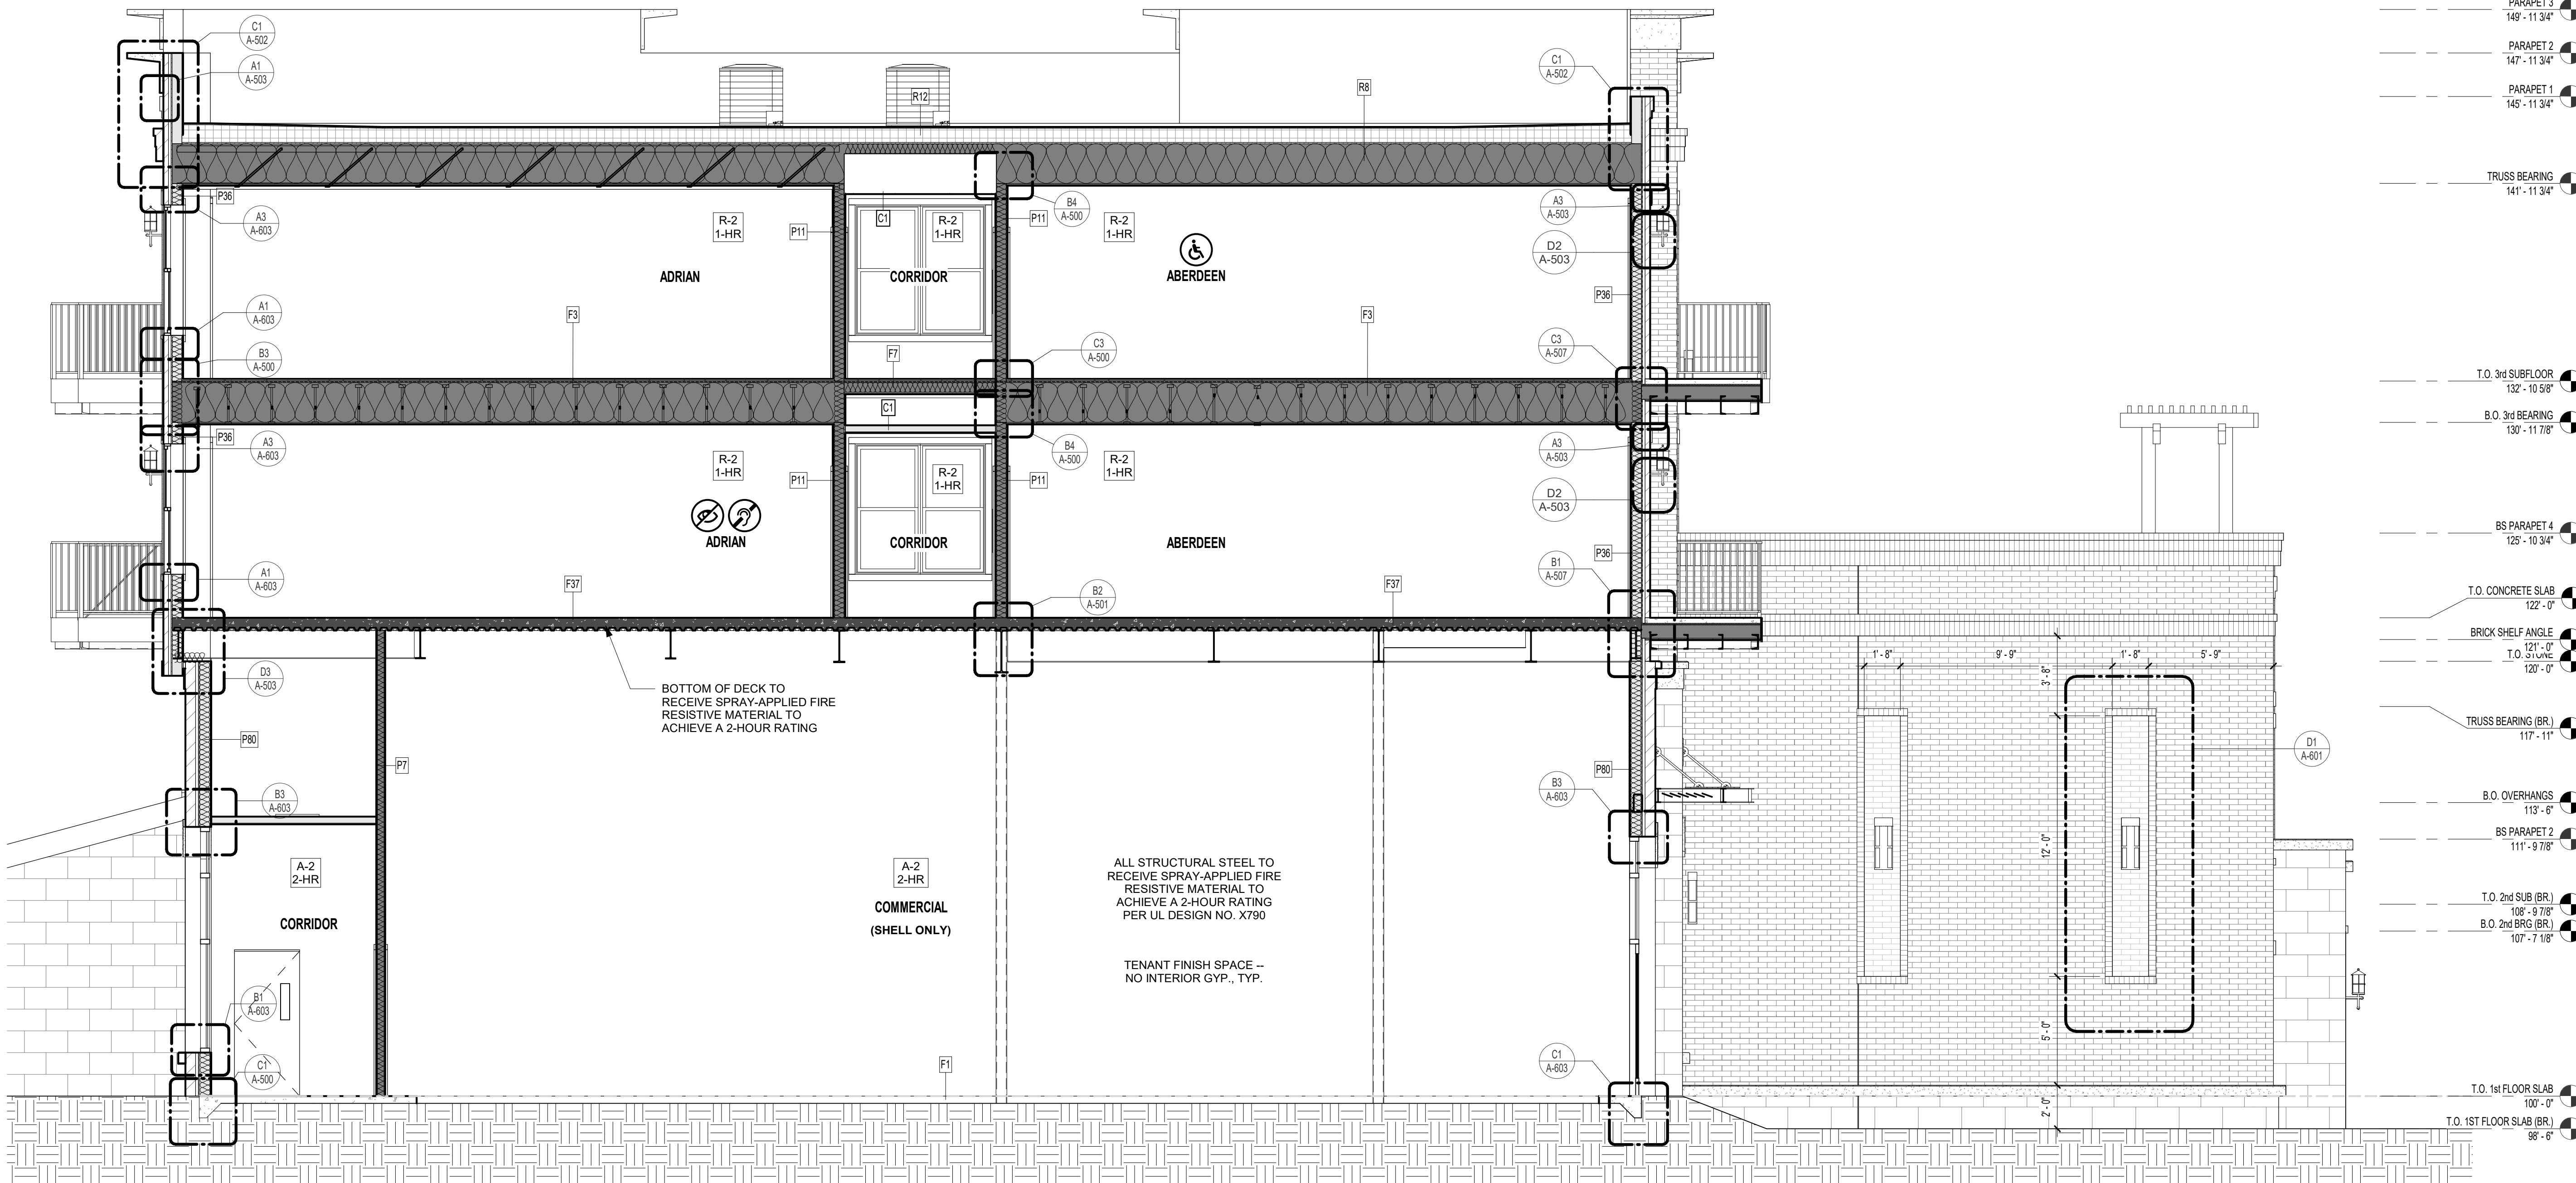 PARAPET 3
149' - 11 3/4"
C1
A-502
PARAPET 2
147' - 11 3/4"
A1
A-503
C1
A-502
R12
R8
PARAPET 1
145' - 11 3/4"
TRUSS BEARING
141' - 11 3/4"
P36
A3
A-603
R-2
1-HR
P11
C1
R-2
1-HR
P11
B4
A-500
R-2
1-HR
A3
A-503
D2
A-503
ADRIAN
CORRIDOR
ABERDEEN
P36
A1
A-603
F3
F3
B3
A-500
F7
C3
A-500
C3
A-507
T.O. 3rd SUBFLOOR
132' - 10 5/8"
C1
B.O. 3rd BEARING
130' - 11 7/8"
P36
A3
A-603
B4
A-500
A3
A-503
R-2
1-HR
P11
R-2
1-HR
P11
R-2
1-HR
D2
A-503
ADRIAN
CORRIDOR
ABERDEEN
BS PARAPET 4
125' - 10 3/4"
P36
A1
A-603
F37
B2
A-501
F37
B1
A-507
T.O. CONCRETE SLAB
122' - 0"
BRICK SHELF ANGLE
121' - 0"
T.O. STONE
120' - 0"
1' - 8"
9' - 9"
1' - 8"
5' - 9"
3' - 8"
D3
A-503
BOTTOM OF DECK TO
RECEIVE SPRAY-APPLIED FIRE
RESISTIVE MATERIAL TO
ACHIEVE A 2-HOUR RATING
TRUSS BEARING (BR.)
117' - 11"
P80
P7
P80
D1
A-601
B3
A-603
B3
A-603
B.O. OVERHANGS
113' - 6"
BS PARAPET 2
111' - 9 7/8"
12' - 0"
A-2
2-HR
CORRIDOR
A-2
2-HR
COMMERCIAL
(SHELL ONLY)
ALL STRUCTURAL STEEL TO
RECEIVE SPRAY-APPLIED FIRE
RESISTIVE MATERIAL TO
ACHIEVE A 2-HOUR RATING
PER UL DESIGN NO. X790
T.O. 2nd SUB (BR.)
108' - 9 7/8"
B.O. 2nd BRG (BR.)
107' - 7 1/8"
TENANT FINISH SPACE --
NO INTERIOR GYP., TYP.
B1
A-603
5' - 0"
C1
A-500
F1
C1
A-603
T.O. 1st FLOOR SLAB
100' - 0"
2' - 0"
T.O. 1ST FLOOR SLAB (BR.)
98' - 6"